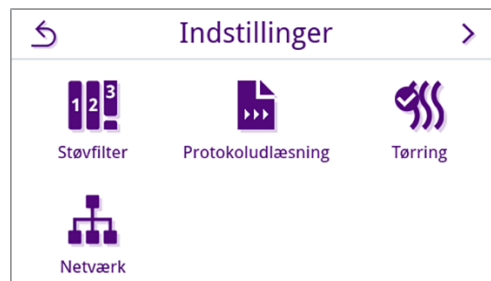 Indstillinger
1 2 3
Støvfilter
Protokoludlæsning
Tørring
Netværk